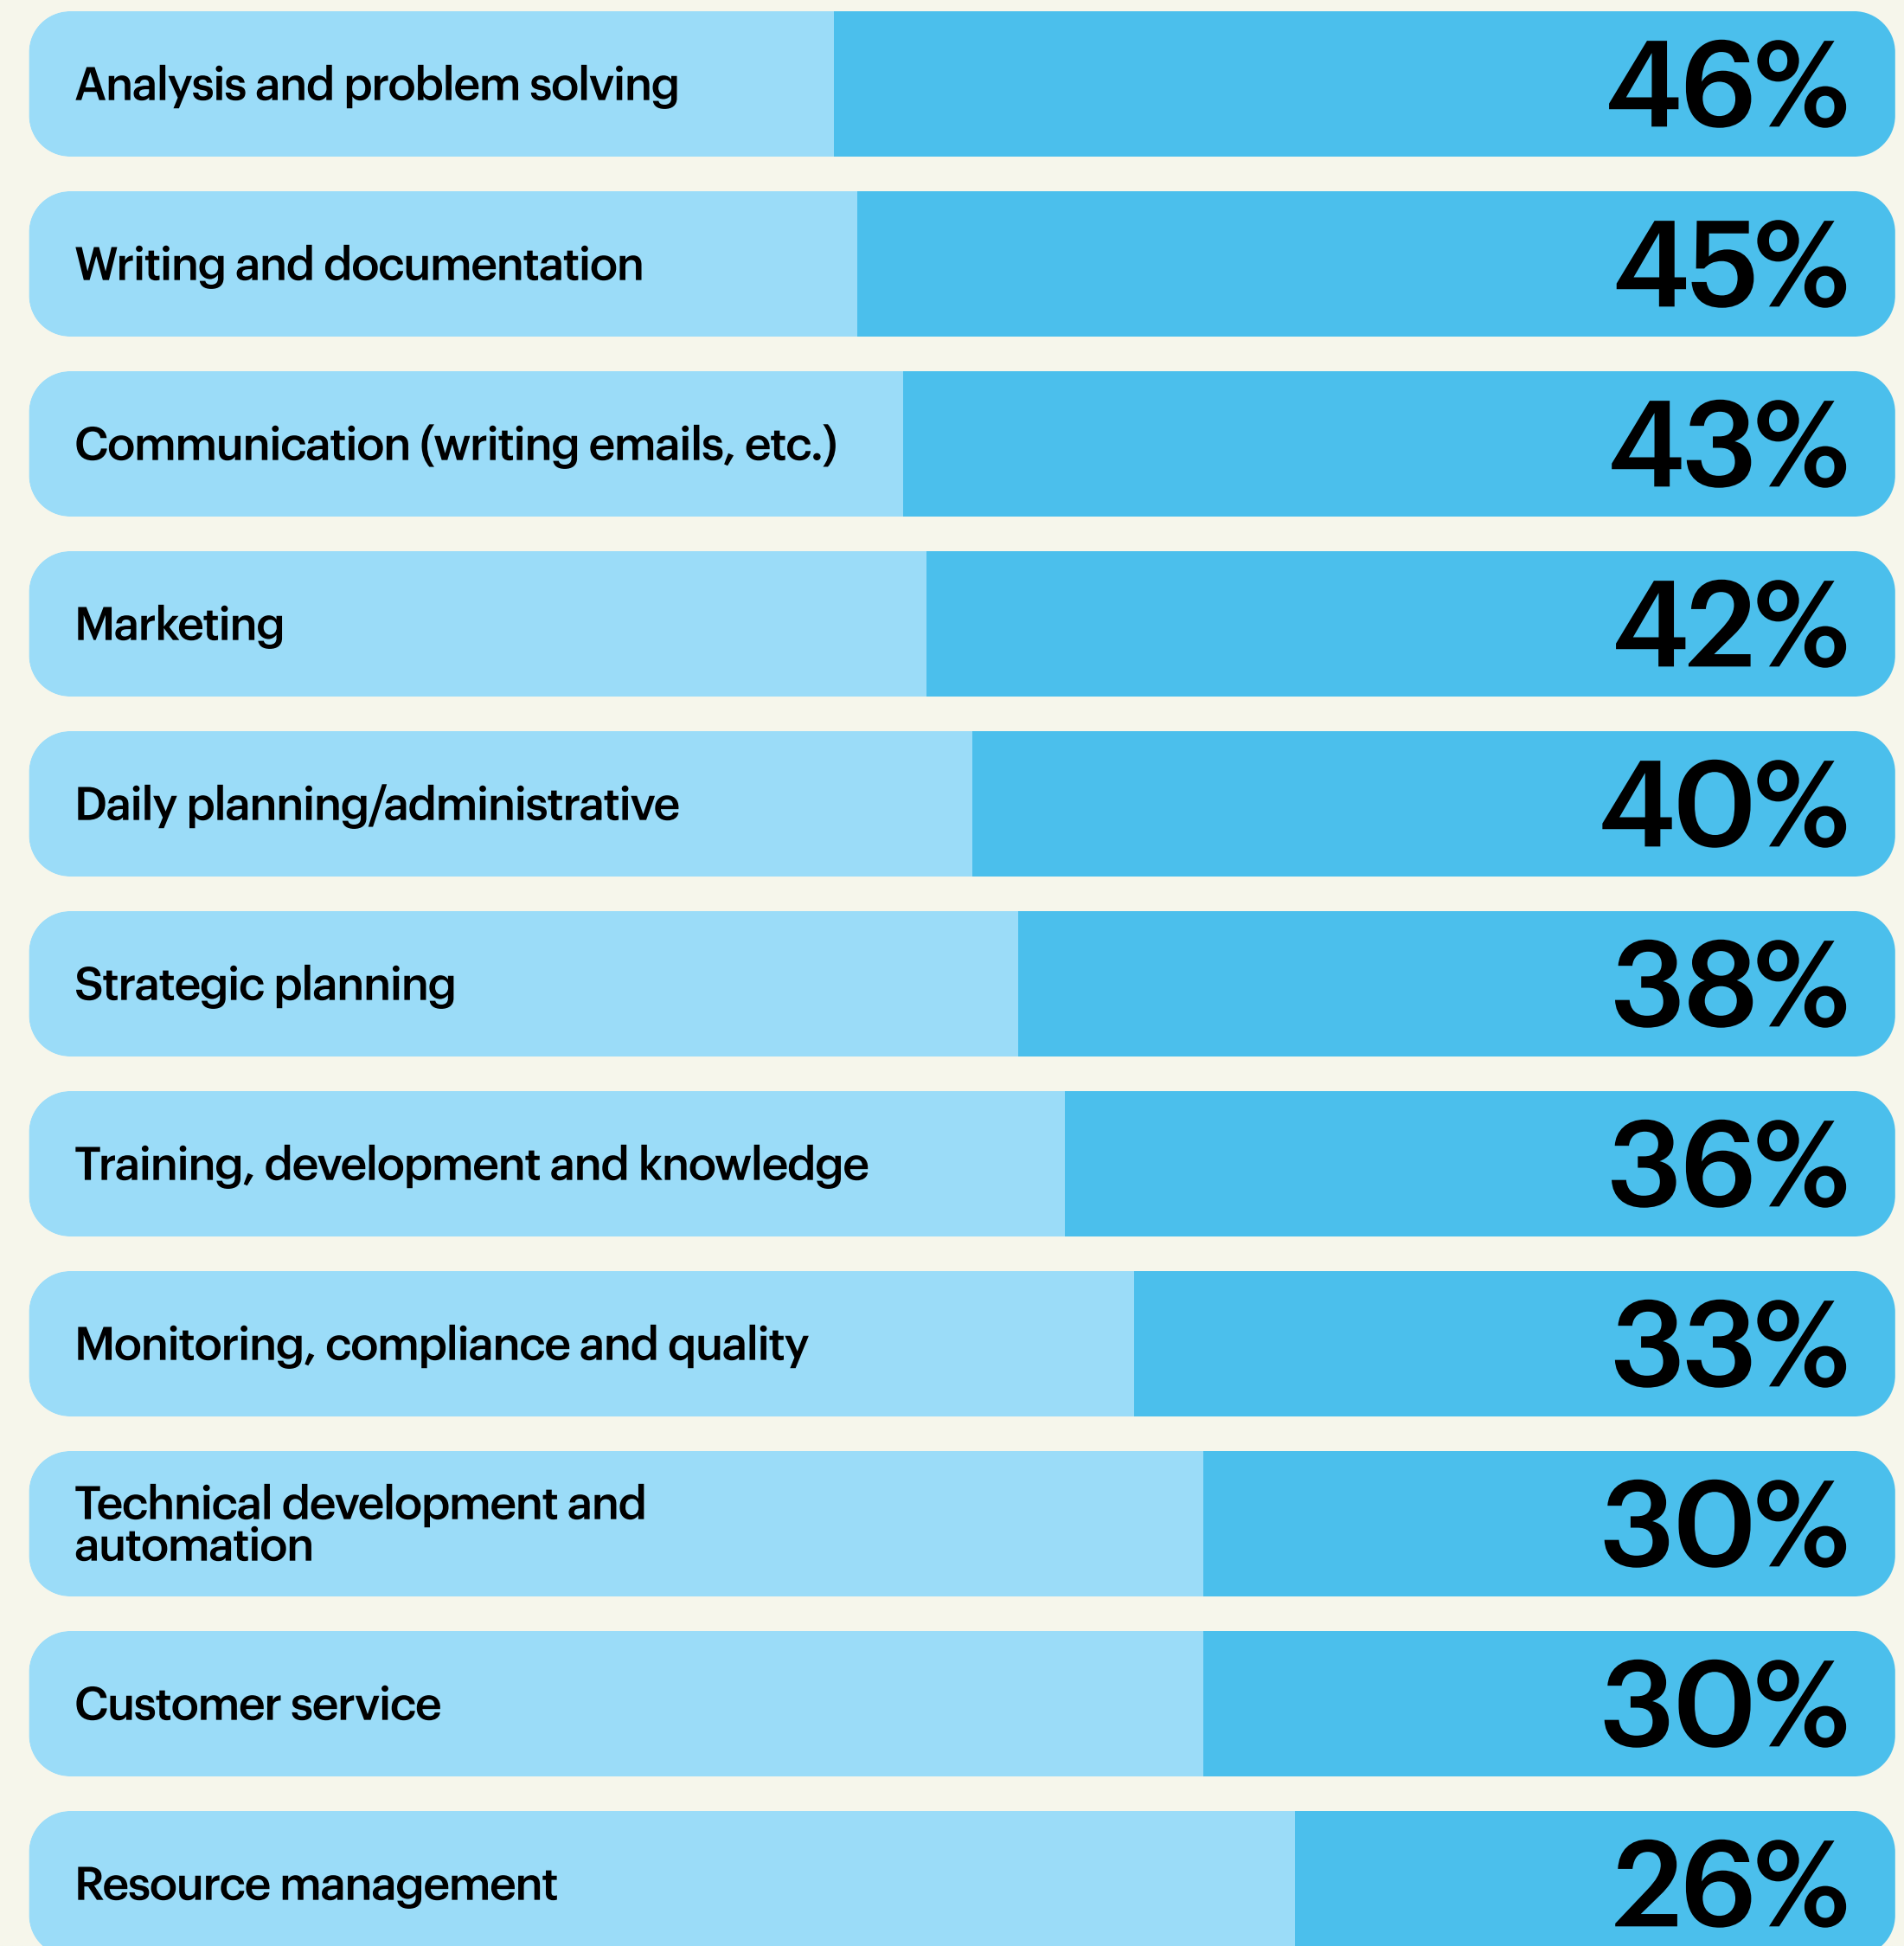 Analysis and problem solving 46%
Writing and documentation 45%
Communication (writing emails, etc.) 43%
Marketing 42%
Daily planning/administrative 40%
Strategic planning 38%
Training, development and knowledge 36%
Monitoring, compliance and quality 33%
Technical development and
automation 30%
Customer service 30%
Resource management 26%